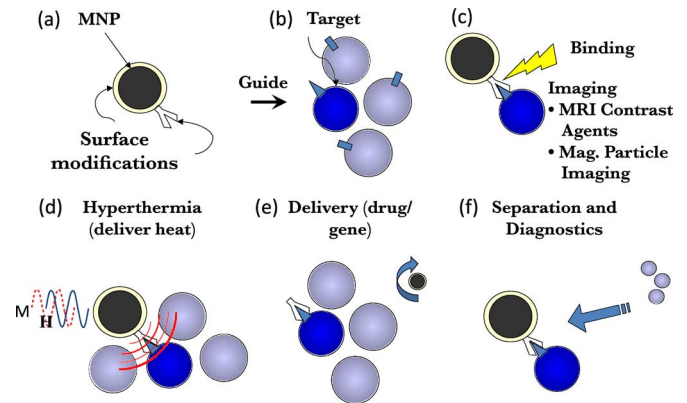 (a)
MNP
Surface
modifications
(b)
Target
Guide
(c)
Binding
Imaging
• MRI Contrast
Agents
• Mag. Particle
Imaging
(d)
Hyperthermia
(deliver heat)
M
H
(e)
Delivery (drug/
gene)
(f)
Separation and
Diagnostics